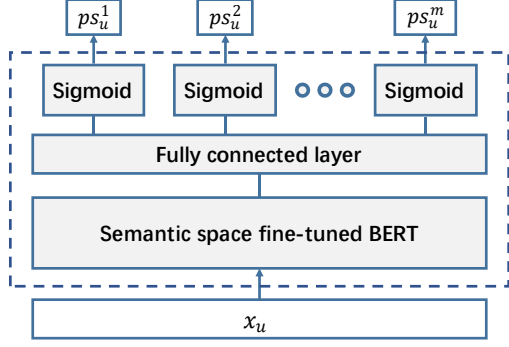 $ps_u^1$ $ps_u^2$ $ps_u^m$
Sigmoid Sigmoid Sigmoid
Fully connected layer
Semantic space fine-tuned BERT
$x_u$